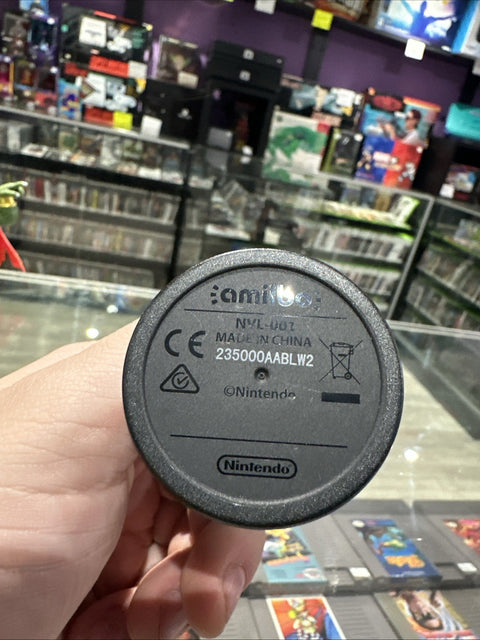 amiibo
NVL-001
MADE IN CHINA
235000AABLW2
CE
©Nintendo
Nintendo